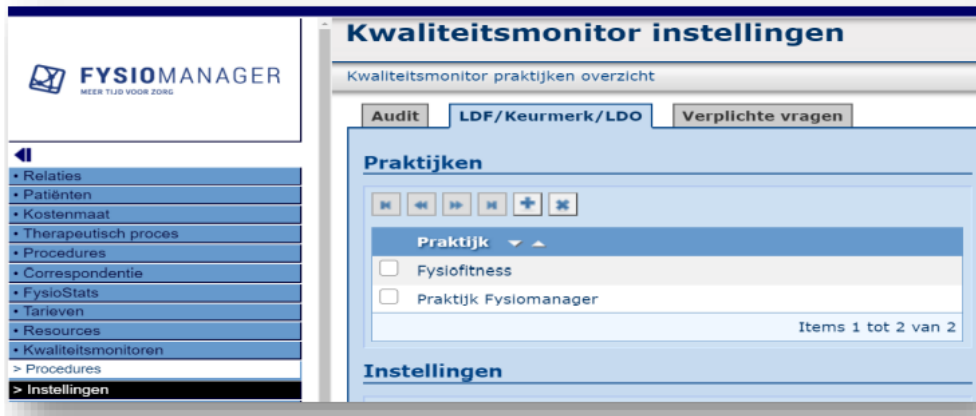 FYSIOMANAGER
MEER TIJD VOOR ZORG
• Relaties
• Patiënten
• Kostenmaat
• Therapeutisch proces
• Procedures
• Correspondentie
• FysioStats
• Tarieven
• Resources
• Kwaliteitsmonitoren
> Procedures
> Instellingen
Kwaliteitsmonitor instellingen
Kwaliteitsmonitor praktijken overzicht
Audit LDF/Keurmerk/LDO Verplichte vragen
Praktijken
Praktijk
Fysiofitness
Praktijk Fysiomanager
Items 1 tot 2 van 2
Instellingen